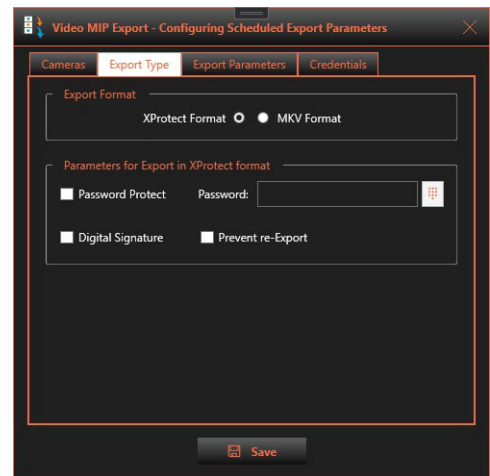 Video MIP Export - Configuring Scheduled Export Parameters
Cameras Export Type Export Parameters Credentials
Export Format
XProtect Format MKV Format
Parameters for Export in XProtect format
Password Protect Password:
Digital Signature Prevent re-Export
Save